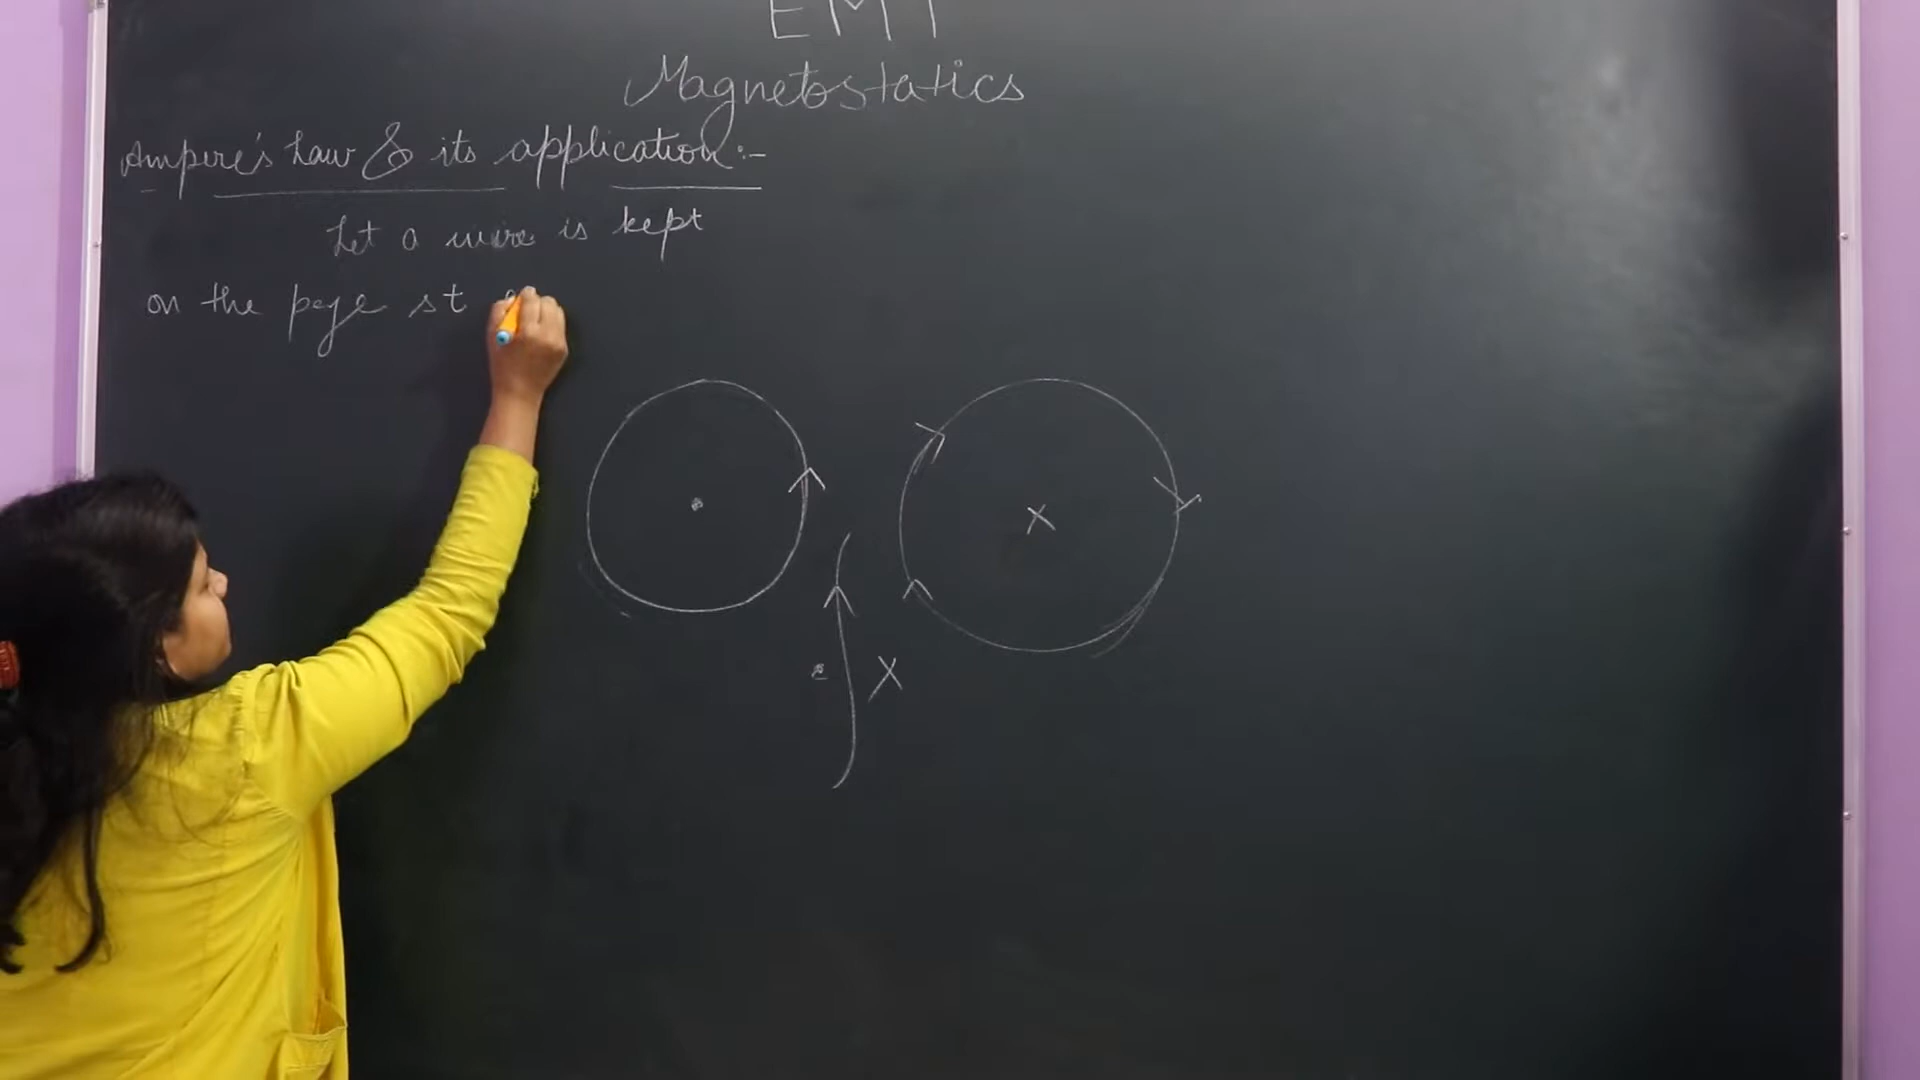 EMT
Magnetostatics
Ampere's Law & its application:-
Let a wire is kept
on the page st
X
X